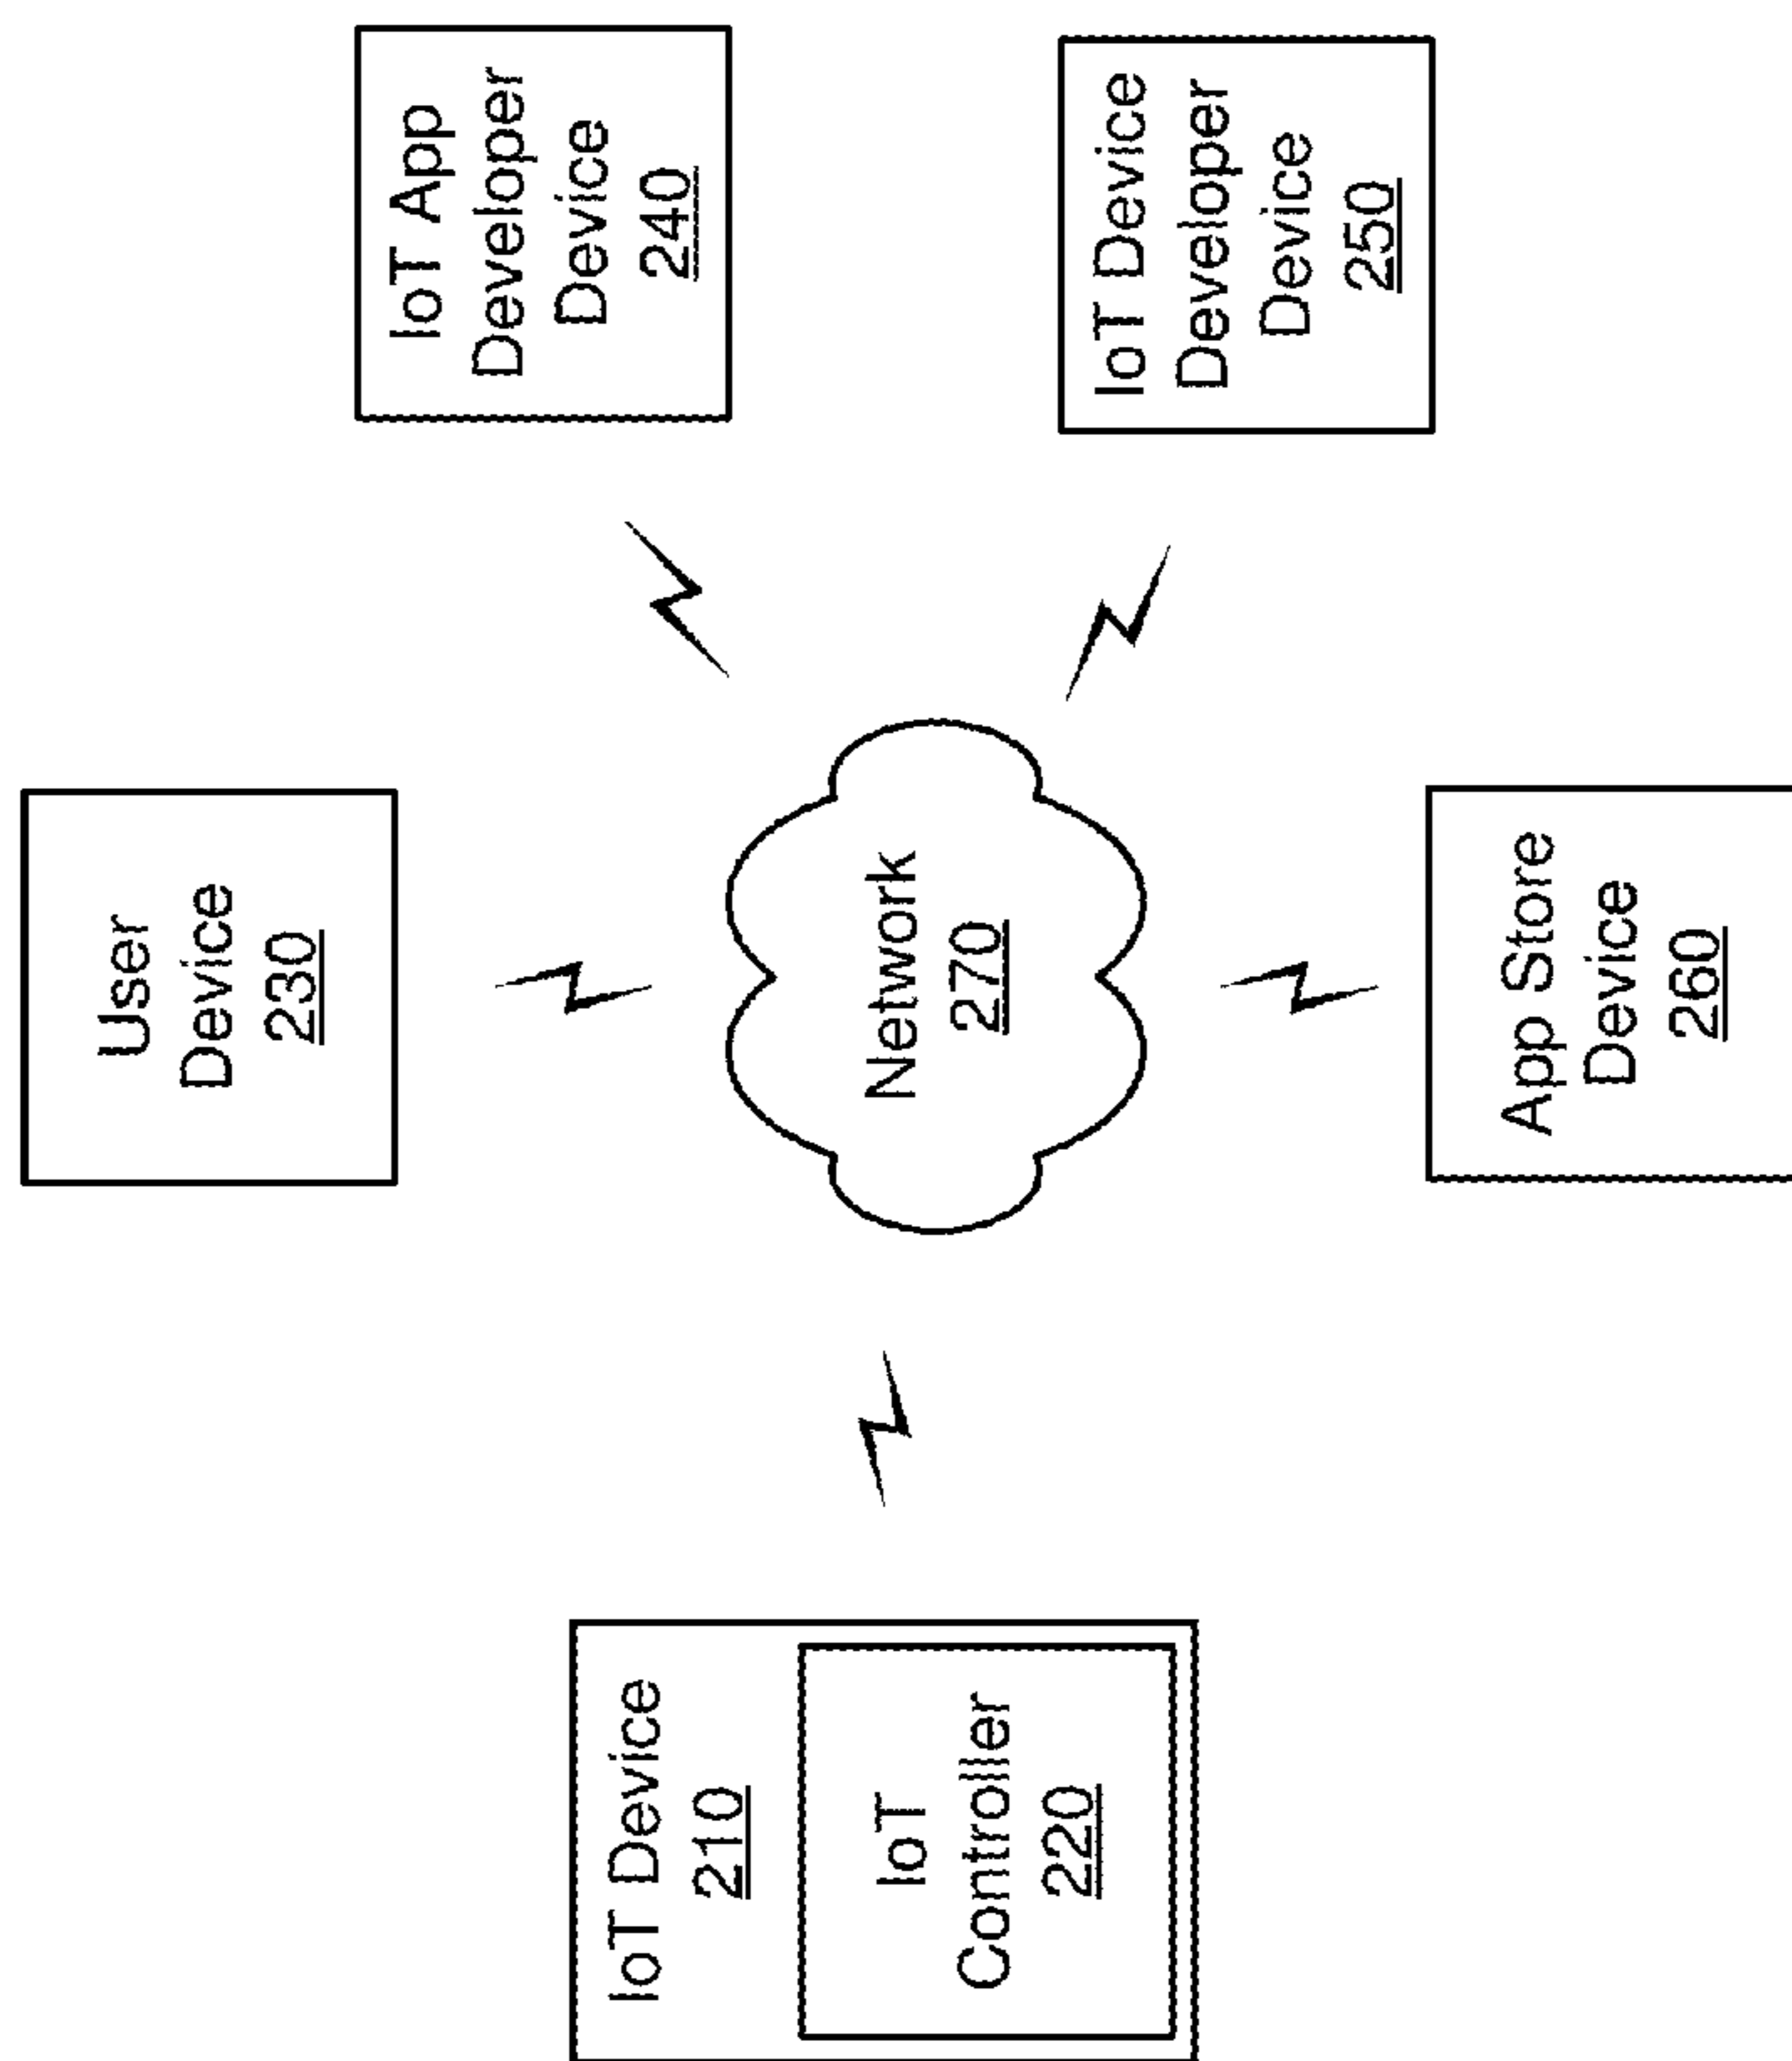 User
Device
230
IoT App
Developer
Device
240
IoT Device
210
IoT
Controller
220
Network
270
IoT Device
Developer
Device
250
App Store
Device
260